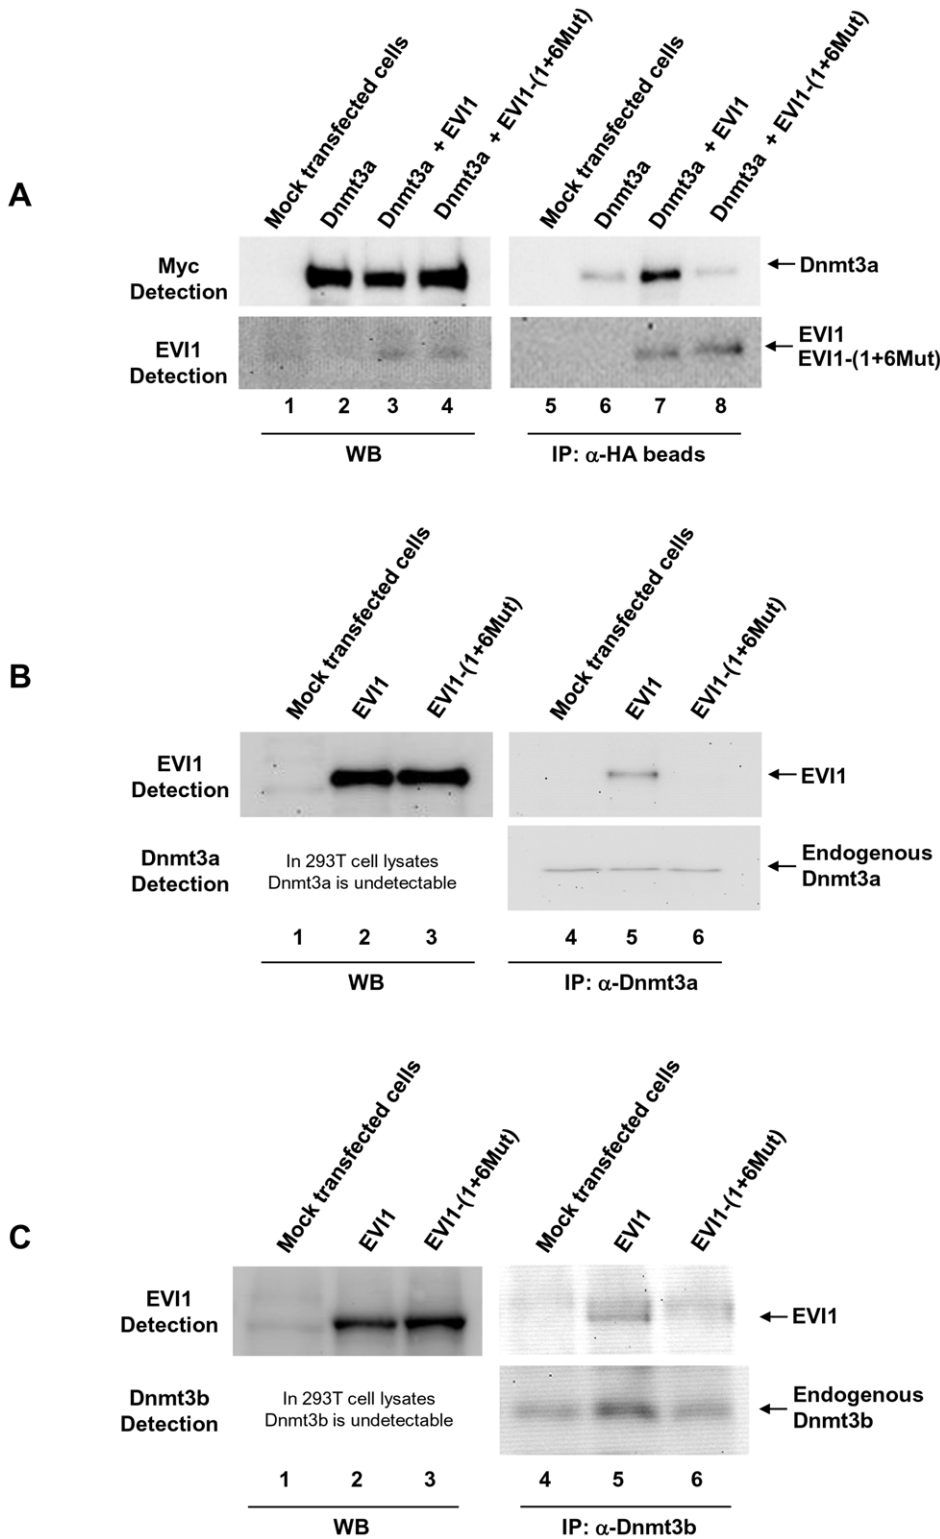 A
Mock transfected cells
Dnmt3a
Dnmt3a + EVI1
Dnmt3a + EVI1-(1+6Mut)
Mock transfected cells
Dnmt3a
Dnmt3a + EVI1
Dnmt3a + EVI1-(1+6Mut)
Myc
Detection
Dnmt3a
EVI1
Detection
EVI1
EVI1-(1+6Mut)
1 2 3 4 5 6 7 8
WB
IP: α-HA beads
B
Mock transfected cells
EVI1
EVI1-(1+6Mut)
Mock transfected cells
EVI1
EVI1-(1+6Mut)
EVI1
Detection
EVI1
Dnmt3a
Detection
In 293T cell lysates
Dnmt3a is undetectable
Endogenous
Dnmt3a
1 2 3 4 5 6
WB
IP: α-Dnmt3a
C
Mock transfected cells
EVI1
EVI1-(1+6Mut)
Mock transfected cells
EVI1
EVI1-(1+6Mut)
EVI1
Detection
EVI1
Dnmt3b
Detection
In 293T cell lysates
Dnmt3b is undetectable
Endogenous
Dnmt3b
1 2 3 4 5 6
WB
IP: α-Dnmt3b